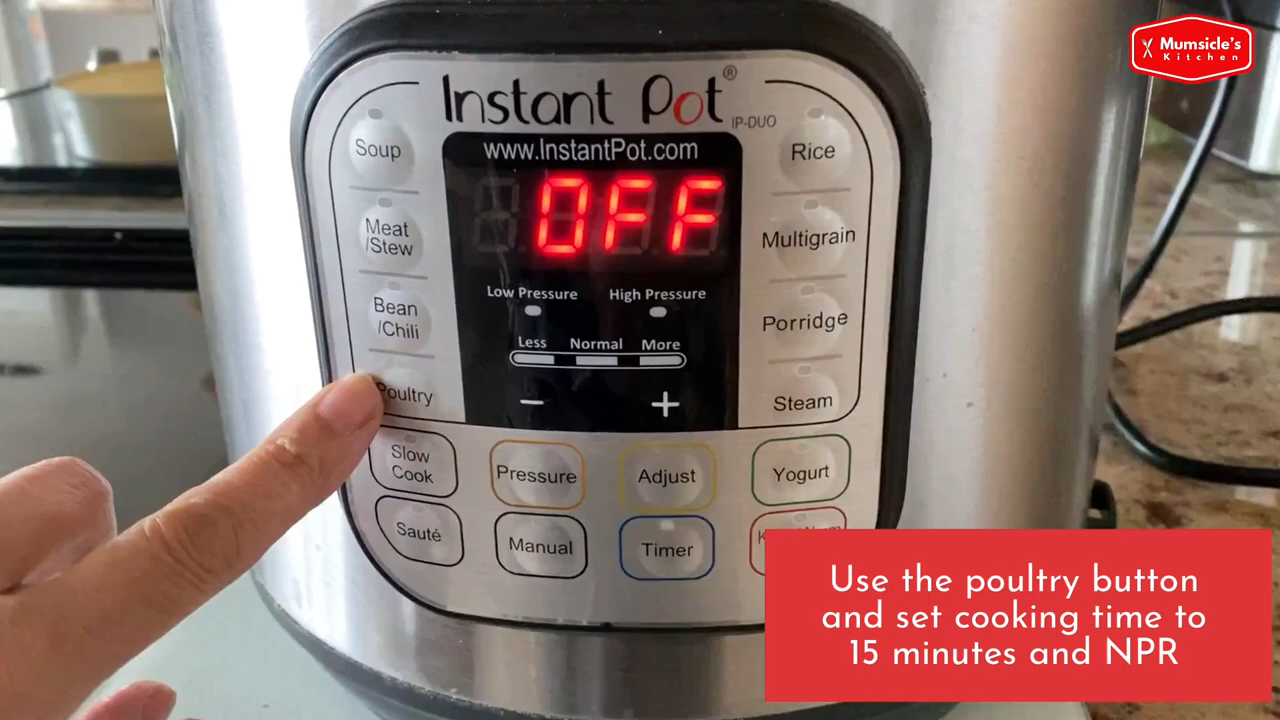 Mumsicle's
Kitchen
Instant Pot®
IP-DUO
www.InstantPot.com
OFF
Soup
Meat
/Stew
Bean
/Chili
Poultry
Low Pressure High Pressure
Less Normal More
− +
Rice
Multigrain
Porridge
Steam
Slow
Cook
Pressure
Adjust
Yogurt
Sauté
Manual
Timer
Use the poultry button
and set cooking time to
15 minutes and NPR